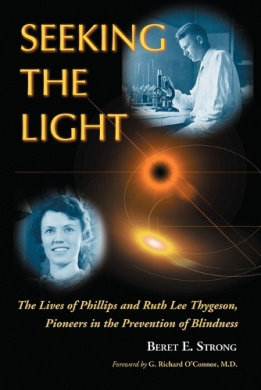 SEEKING
THE
LIGHT
The Lives of Phillips and Ruth Lee Thygeson,
Pioneers in the Prevention of Blindness
BERET E. STRONG
Foreword by G. RICHARD O'CONNOR, M.D.